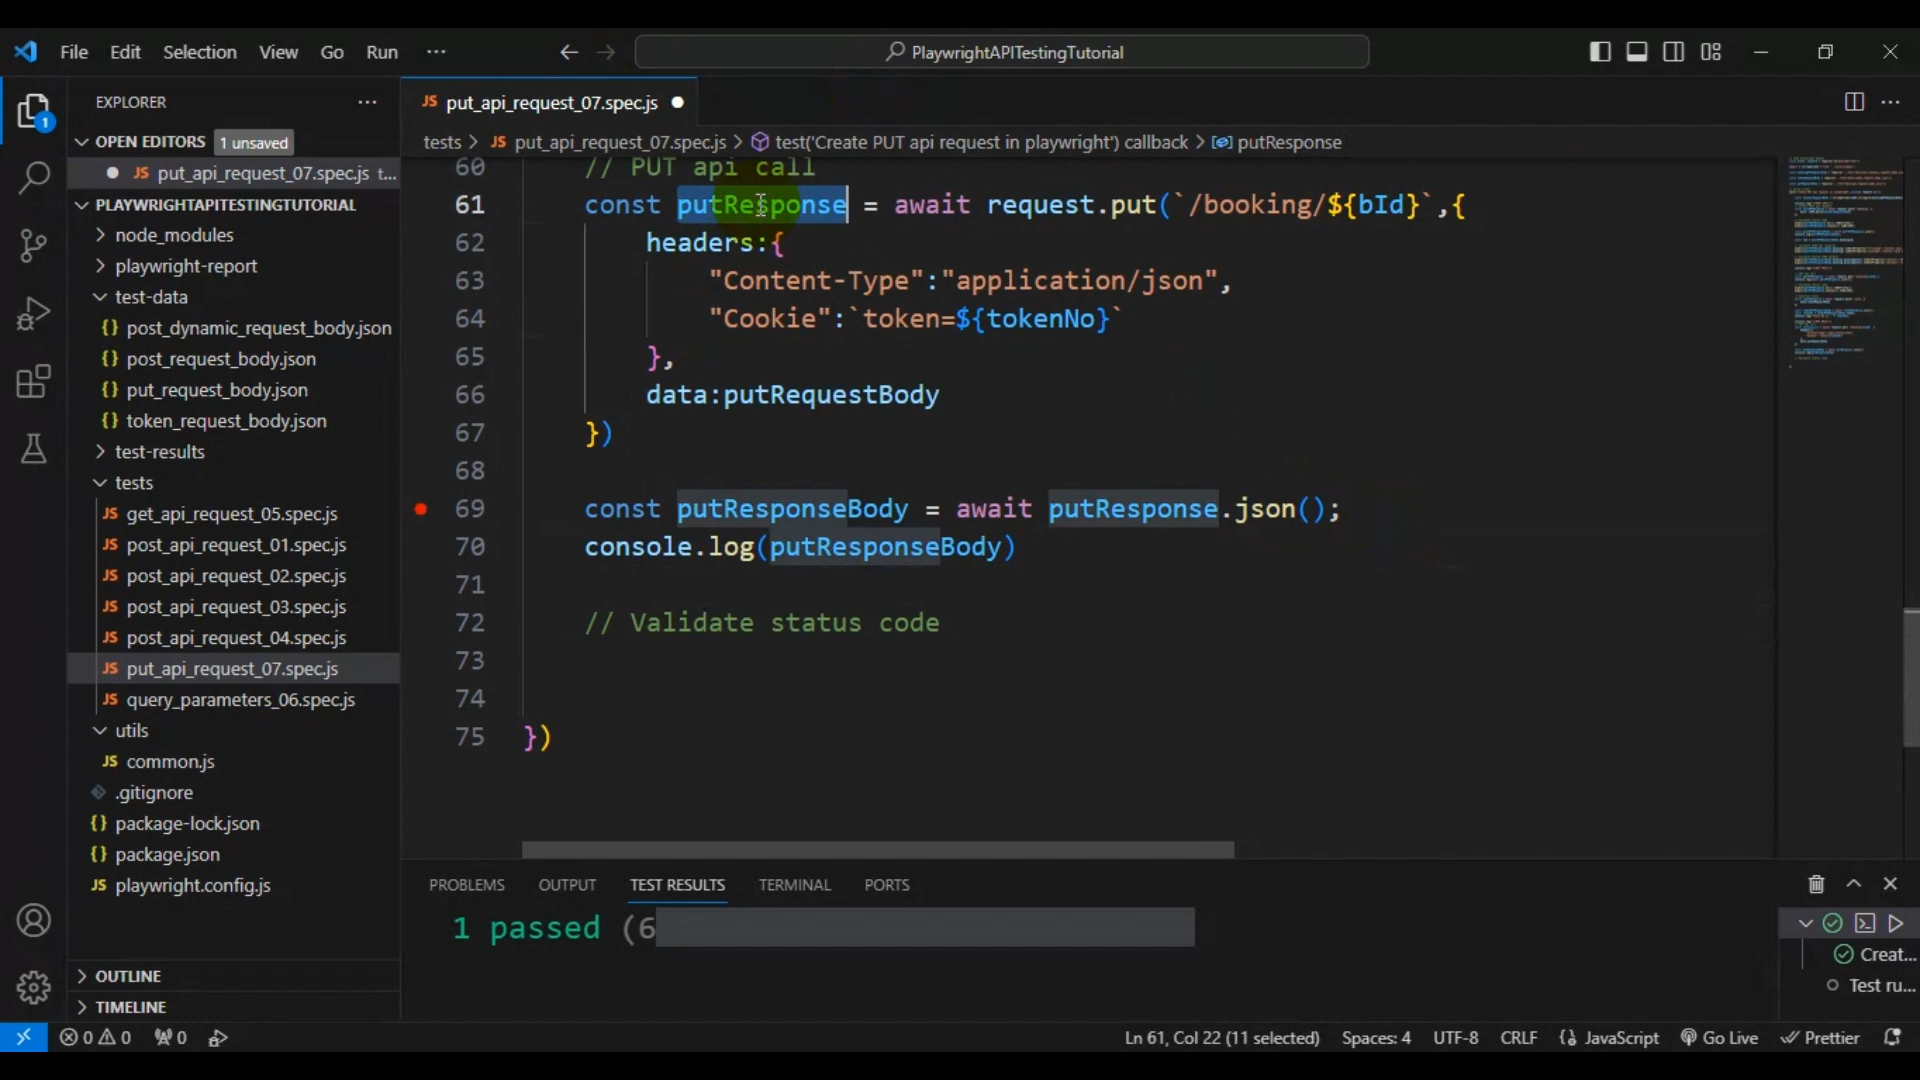 File Edit Selection View Go Run ··· PlaywrightAPITestingTutorial
EXPLORER
OPEN EDITORS 1 unsaved
JS put_api_request_07.spec.js t...
PLAYWRIGHTAPITESTINGTUTORIAL
node_modules
playwright-report
test-data
{} post_dynamic_request_body.json
{} post_request_body.json
{} put_request_body.json
{} token_request_body.json
test-results
tests
JS get_api_request_05.spec.js
JS post_api_request_01.spec.js
JS post_api_request_02.spec.js
JS post_api_request_03.spec.js
JS post_api_request_04.spec.js
JS put_api_request_07.spec.js
JS query_parameters_06.spec.js
utils
JS common.js
.gitignore
{} package-lock.json
{} package.json
JS playwright.config.js
OUTLINE
TIMELINE
1
JS put_api_request_07.spec.js
tests > JS put_api_request_07.spec.js > test('Create PUT api request in playwright') callback > putResponse
60 // PUT api call
61 const putResponse = await request.put(`/booking/${bId}`,{
62 headers:{
63 "Content-Type":"application/json",
64 "Cookie":`token=${tokenNo}`
65 },
66 data:putRequestBody
67 })
68
69 const putResponseBody = await putResponse.json();
70 console.log(putResponseBody)
71
72 // Validate status code
73
74
75 })
PROBLEMS OUTPUT TEST RESULTS TERMINAL PORTS
1 passed (6
Creat...
Test ru...
0 0 0 Ln 61, Col 22 (11 selected) Spaces: 4 UTF-8 CRLF {} JavaScript Go Live Prettier